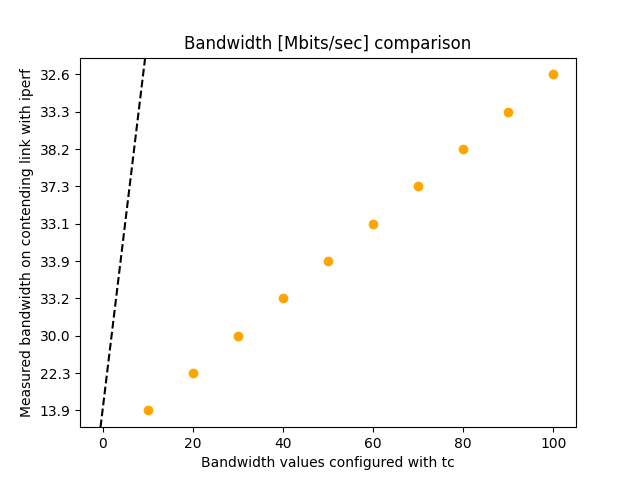 Bandwidth [Mbits/sec] comparison
Measured bandwidth on contending link with iperf
32.6
33.3
38.2
37.3
33.1
33.9
33.2
30.0
22.3
13.9
0 20 40 60 80 100
Bandwidth values configured with tc